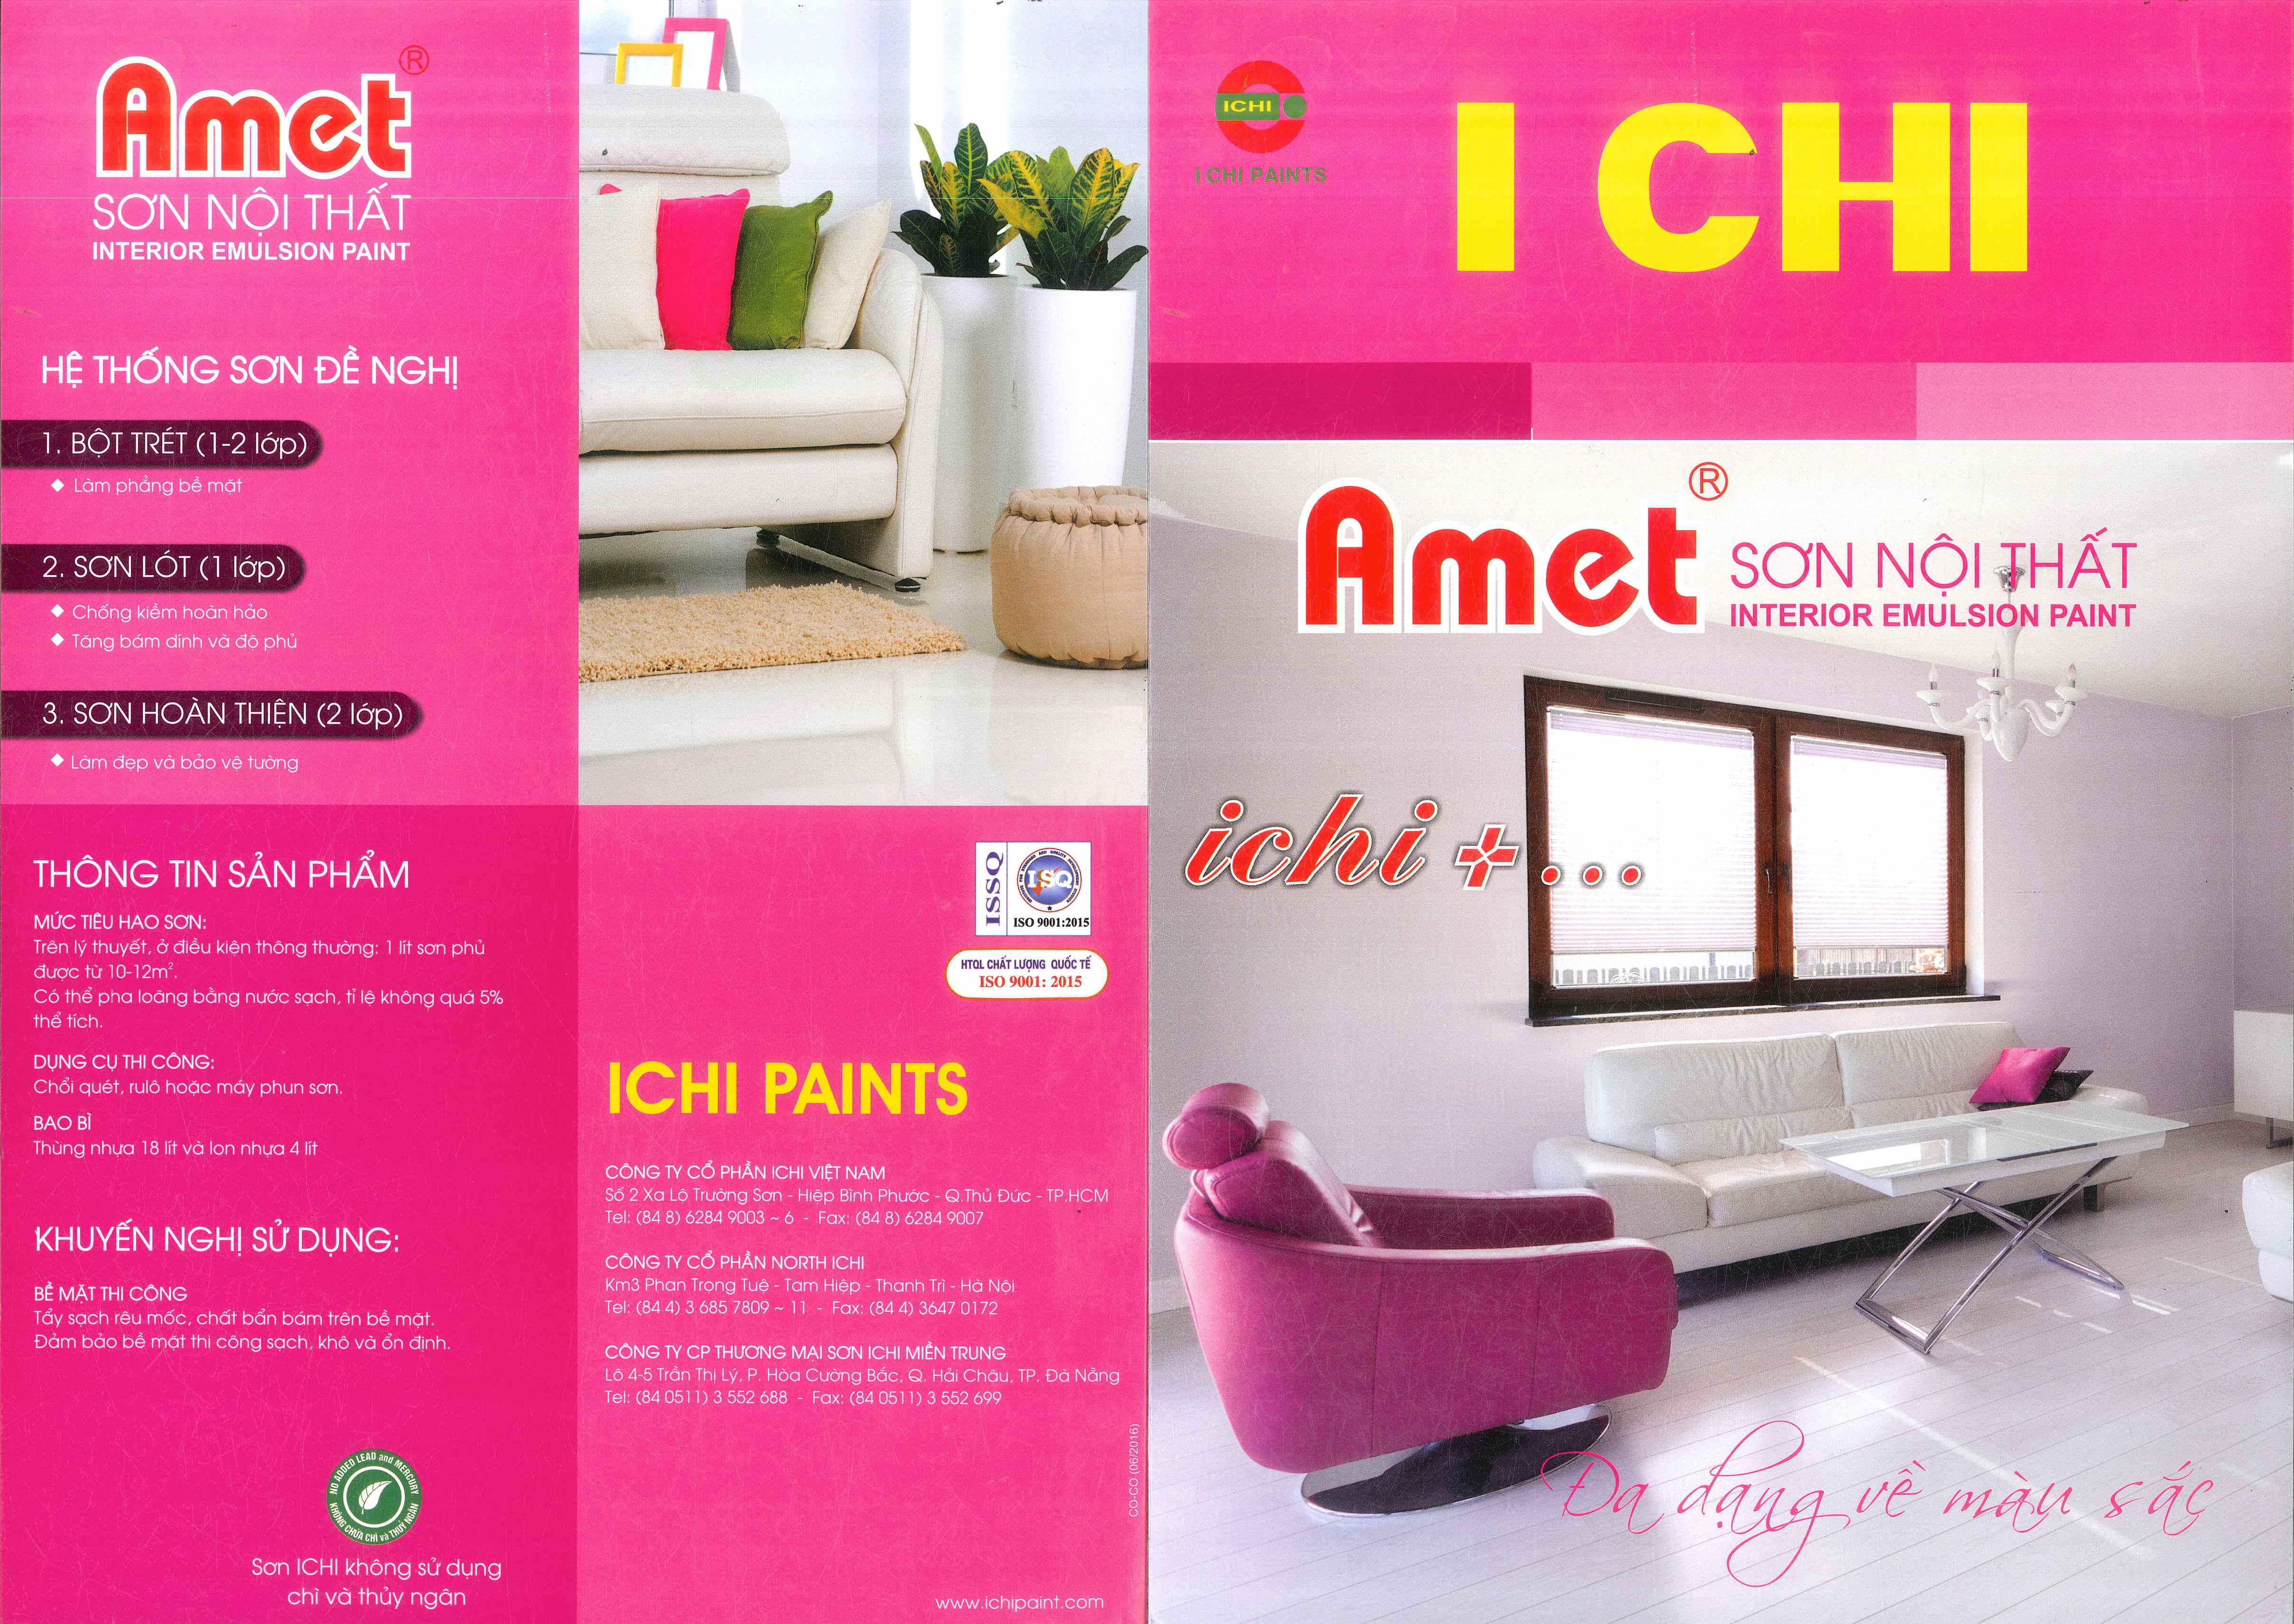 Amet®
SƠN NỘI THẤT
INTERIOR EMULSION PAINT
HỆ THỐNG SƠN ĐỀ NGHỊ
1. BỘT TRÉT (1-2 lớp)
◆ Làm phẳng bề mặt
2. SƠN LÓT (1 lớp)
◆ Chống kiềm hoàn hảo
◆ Tăng bám dính và độ phủ
3. SƠN HOÀN THIỆN (2 lớp)
◆ Làm đẹp và bảo vệ tường
THÔNG TIN SẢN PHẨM
MỨC TIÊU HAO SƠN:
Trên lý thuyết, ở điều kiện thông thường: 1 lít sơn phủ
được từ 10-12m².
Có thể pha loãng bằng nước sạch, tỉ lệ không quá 5%
thể tích.
DỤNG CỤ THI CÔNG:
Chổi quét, rulô hoặc máy phun sơn.
BAO BÌ
Thùng nhựa 18 lít và lon nhựa 4 lít
KHUYẾN NGHỊ SỬ DỤNG:
BỀ MẶT THI CÔNG
Tẩy sạch rêu mốc, chất bẩn bám trên bề mặt.
Đảm bảo bề mặt thi công sạch, khô và ổn định.
NO ADDED LEAD and MERCURY
KHÔNG CHỨA CHÌ và THUỶ NGÂN
Sơn ICHI không sử dụng
chì và thủy ngân
ISSQ
ISQ
ISO 9001:2015
HTQL CHẤT LƯỢNG QUỐC TẾ
ISO 9001: 2015
ICHI PAINTS
CÔNG TY CỔ PHẦN ICHI VIỆT NAM
Số 2 Xa Lộ Trường Sơn - Hiệp Bình Phước - Q.Thủ Đức - TP.HCM
Tel: (84 8) 6284 9003 ~ 6 - Fax: (84 8) 6284 9007
CÔNG TY CỔ PHẦN NORTH ICHI
Km3 Phan Trọng Tuệ - Tam Hiệp - Thanh Trì - Hà Nội
Tel: (84 4) 3 685 7809 ~ 11 - Fax: (84 4) 3647 0172
CÔNG TY CP THƯƠNG MẠI SƠN ICHI MIỀN TRUNG
Lô 4-5 Trần Thị Lý, P. Hòa Cường Bắc, Q. Hải Châu, TP. Đà Nẵng
Tel: (84 0511) 3 552 688 - Fax: (84 0511) 3 552 699
CO-CO (06/2016)
www.ichipaint.com
ICHI
I CHI PAINTS
I CHI
Amet®
SƠN NỘI THẤT
INTERIOR EMULSION PAINT
ichi +...
Đa dạng về màu sắc